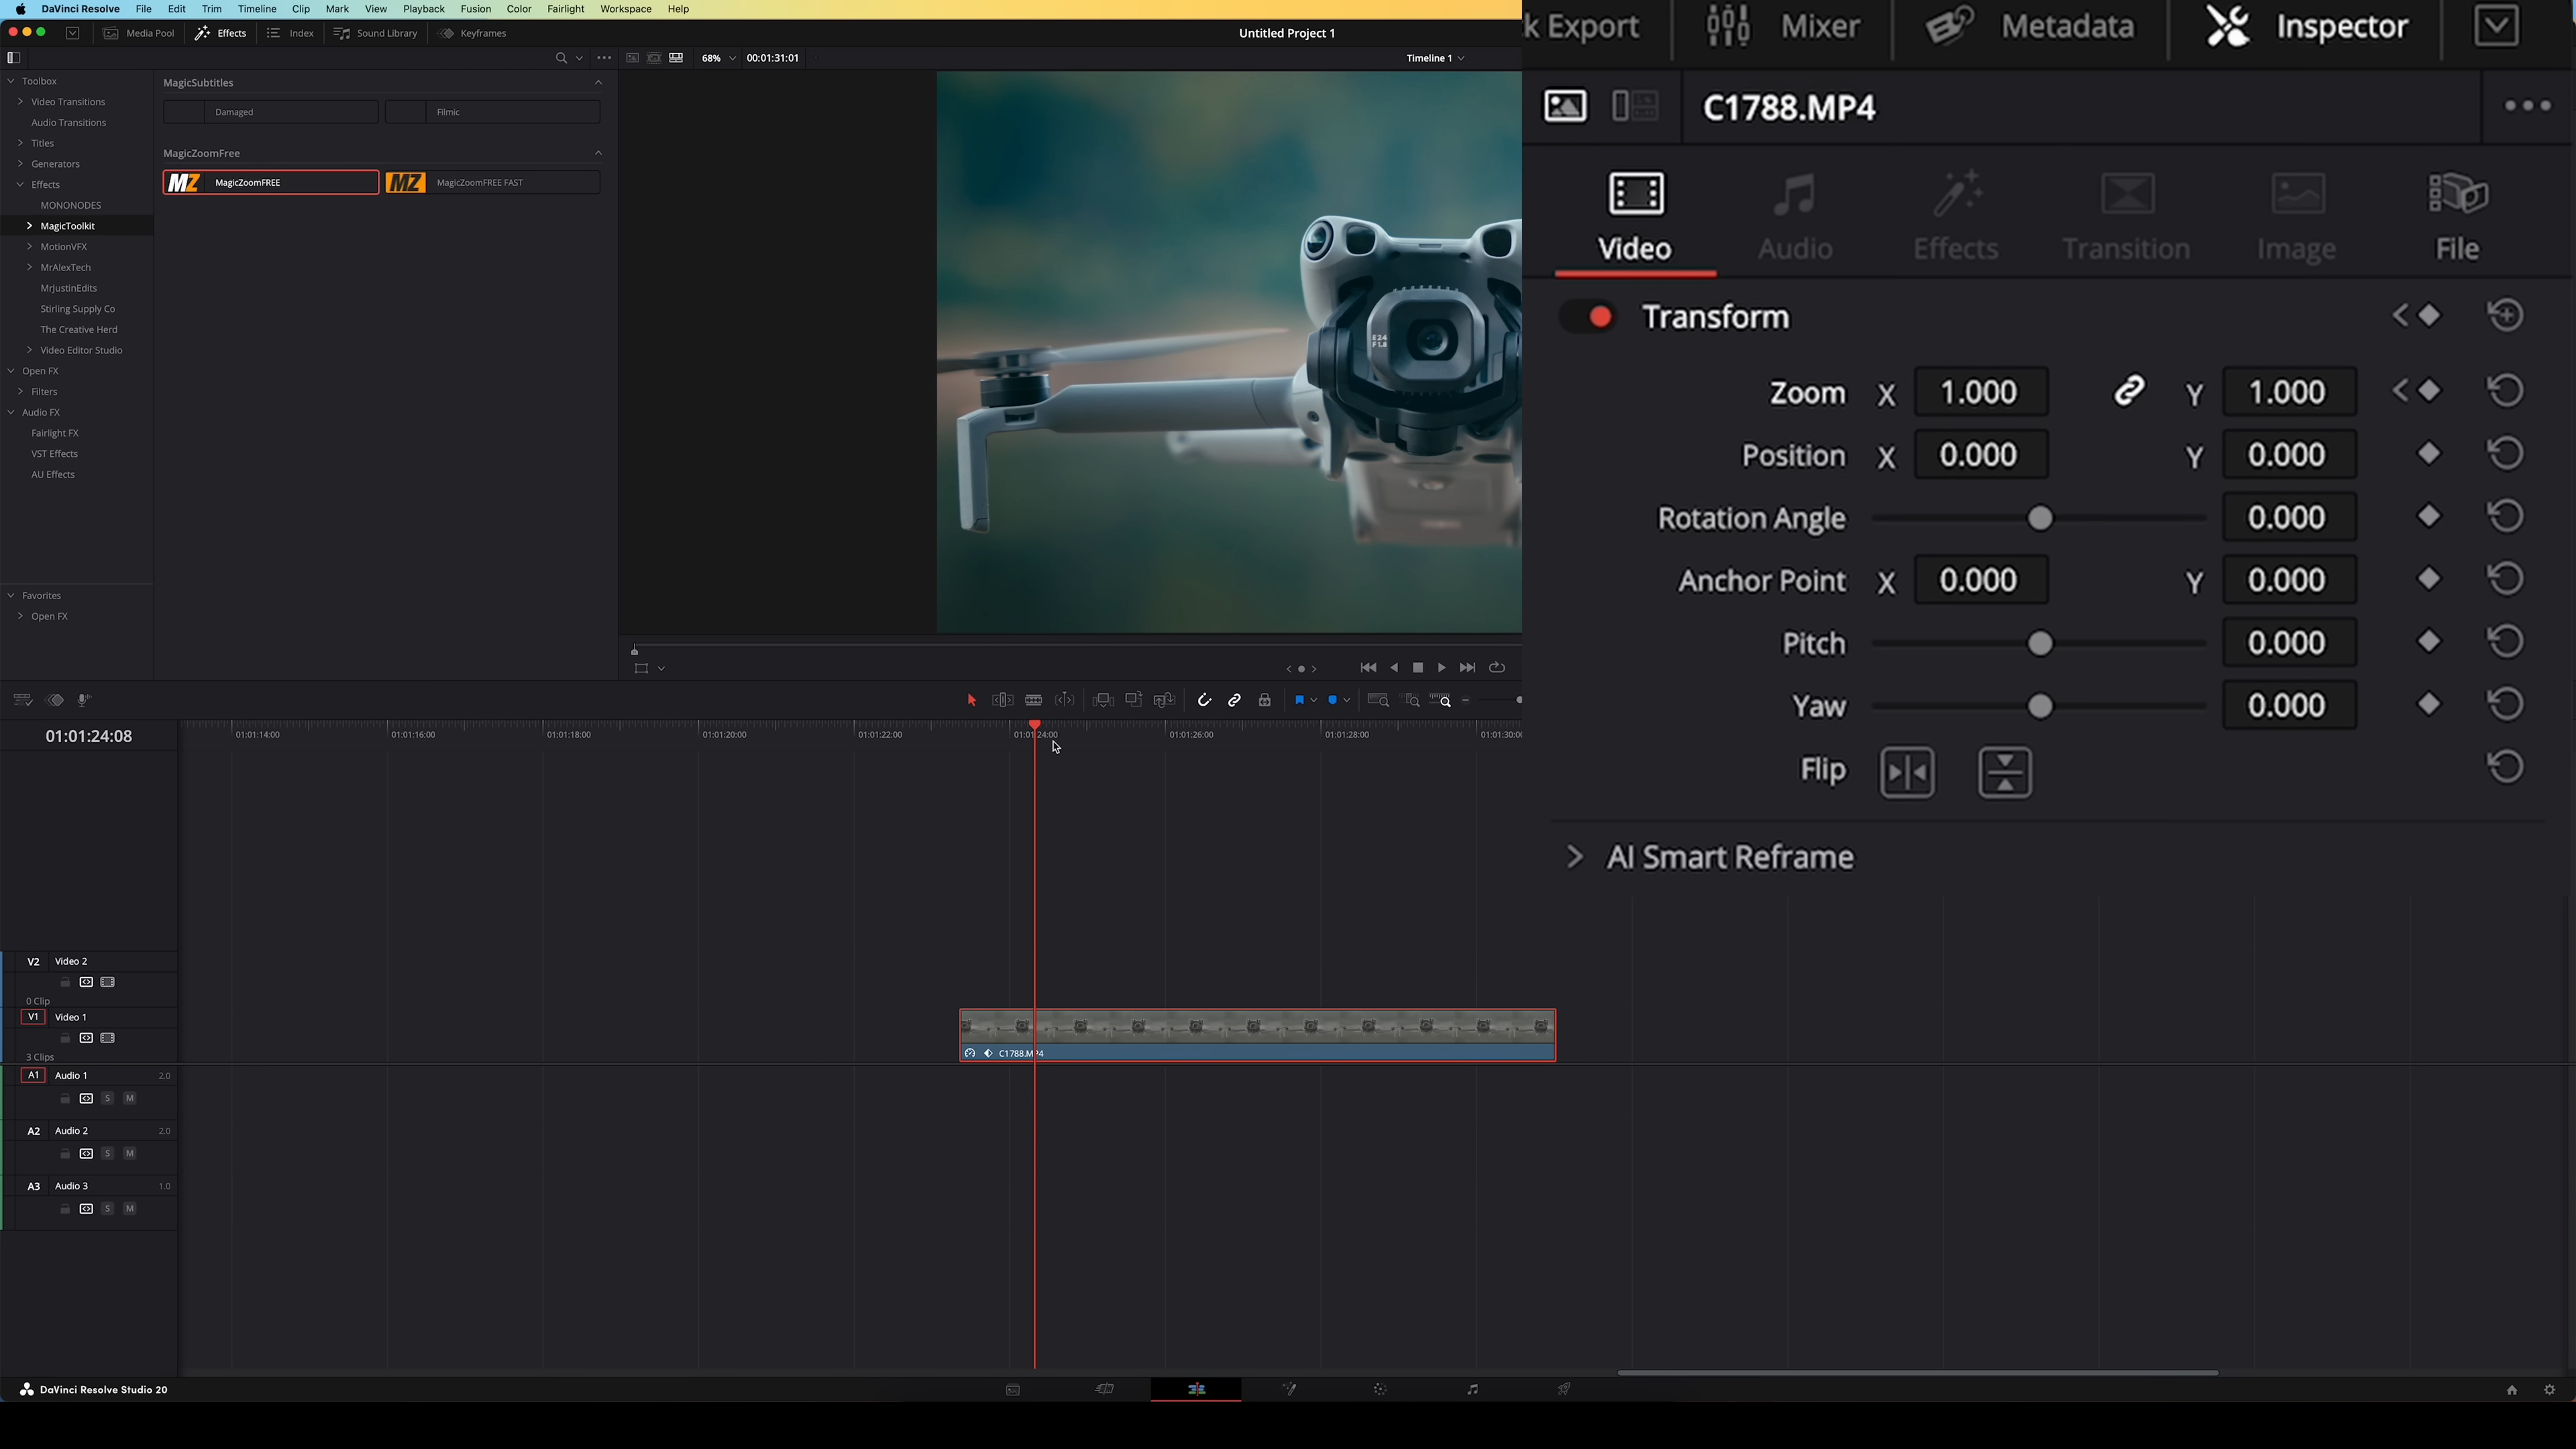 DaVinci Resolve File Edit Trim Timeline Clip Mark View Playback Fusion Color Fairlight Workspace Help
Media Pool Effects Index Sound Library Keyframes Untitled Project 1
k Export Mixer Metadata Inspector
68% 00:01:31:01 Timeline 1
C1788.MP4
Toolbox
Video Transitions
Audio Transitions
Titles
Generators
Effects
MONONODES
MagicToolkit
MotionVFX
MrAlexTech
MrJustinEdits
Stirling Supply Co
The Creative Herd
Video Editor Studio
Open FX
Filters
Audio FX
Fairlight FX
VST Effects
AU Effects
Favorites
Open FX
MagicSubtitles
Damaged Filmic
MagicZoomFree
MZ MagicZoomFREE MZ MagicZoomFREE FAST
E24
F1.8
Video Audio Effects Transition Image File
Transform
Zoom X 1.000 Y 1.000
Position X 0.000 Y 0.000
Rotation Angle 0.000
Anchor Point X 0.000 Y 0.000
Pitch 0.000
Yaw 0.000
Flip
AI Smart Reframe
01:01:24:08
01:01:14:00 01:01:16:00 01:01:18:00 01:01:20:00 01:01:22:00 01:01:24:00 01:01:26:00 01:01:28:00 01:01:30:00
V2 Video 2
0 Clip
V1 Video 1
3 Clips
C1788.MP4
A1 Audio 1 2.0
S M
A2 Audio 2 2.0
S M
A3 Audio 3 1.0
S M
DaVinci Resolve Studio 20